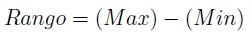 Rango = (Max) − (Min)